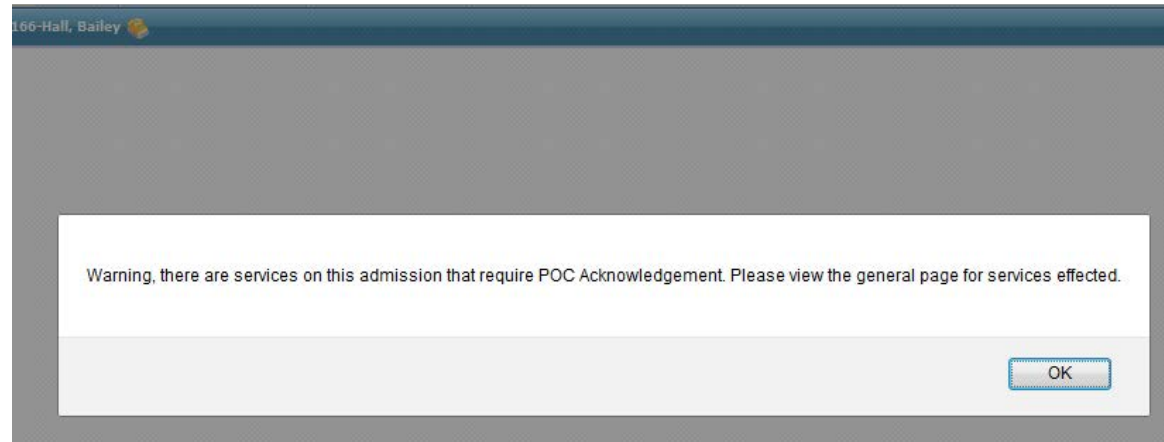 166-Hall, Bailey
Warning, there are services on this admission that require POC Acknowledgement. Please view the general page for services effected.
OK